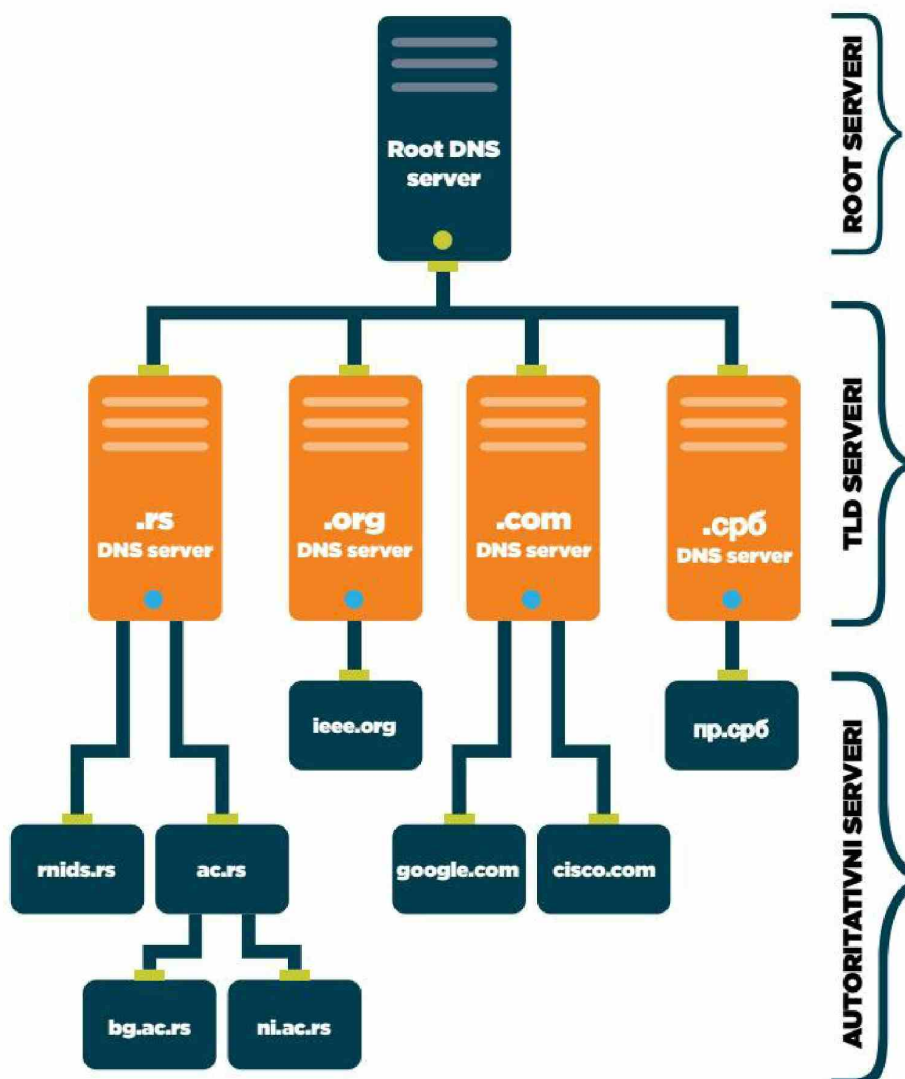 Root DNS
server
ROOT SERVERI
.rs
DNS server
.org
DNS server
.com
DNS server
.срб
DNS server
TLD SERVERI
ieee.org
пр.срб
rnids.rs
ac.rs
google.com
cisco.com
bg.ac.rs
ni.ac.rs
AUTORITATIVNI SERVERI